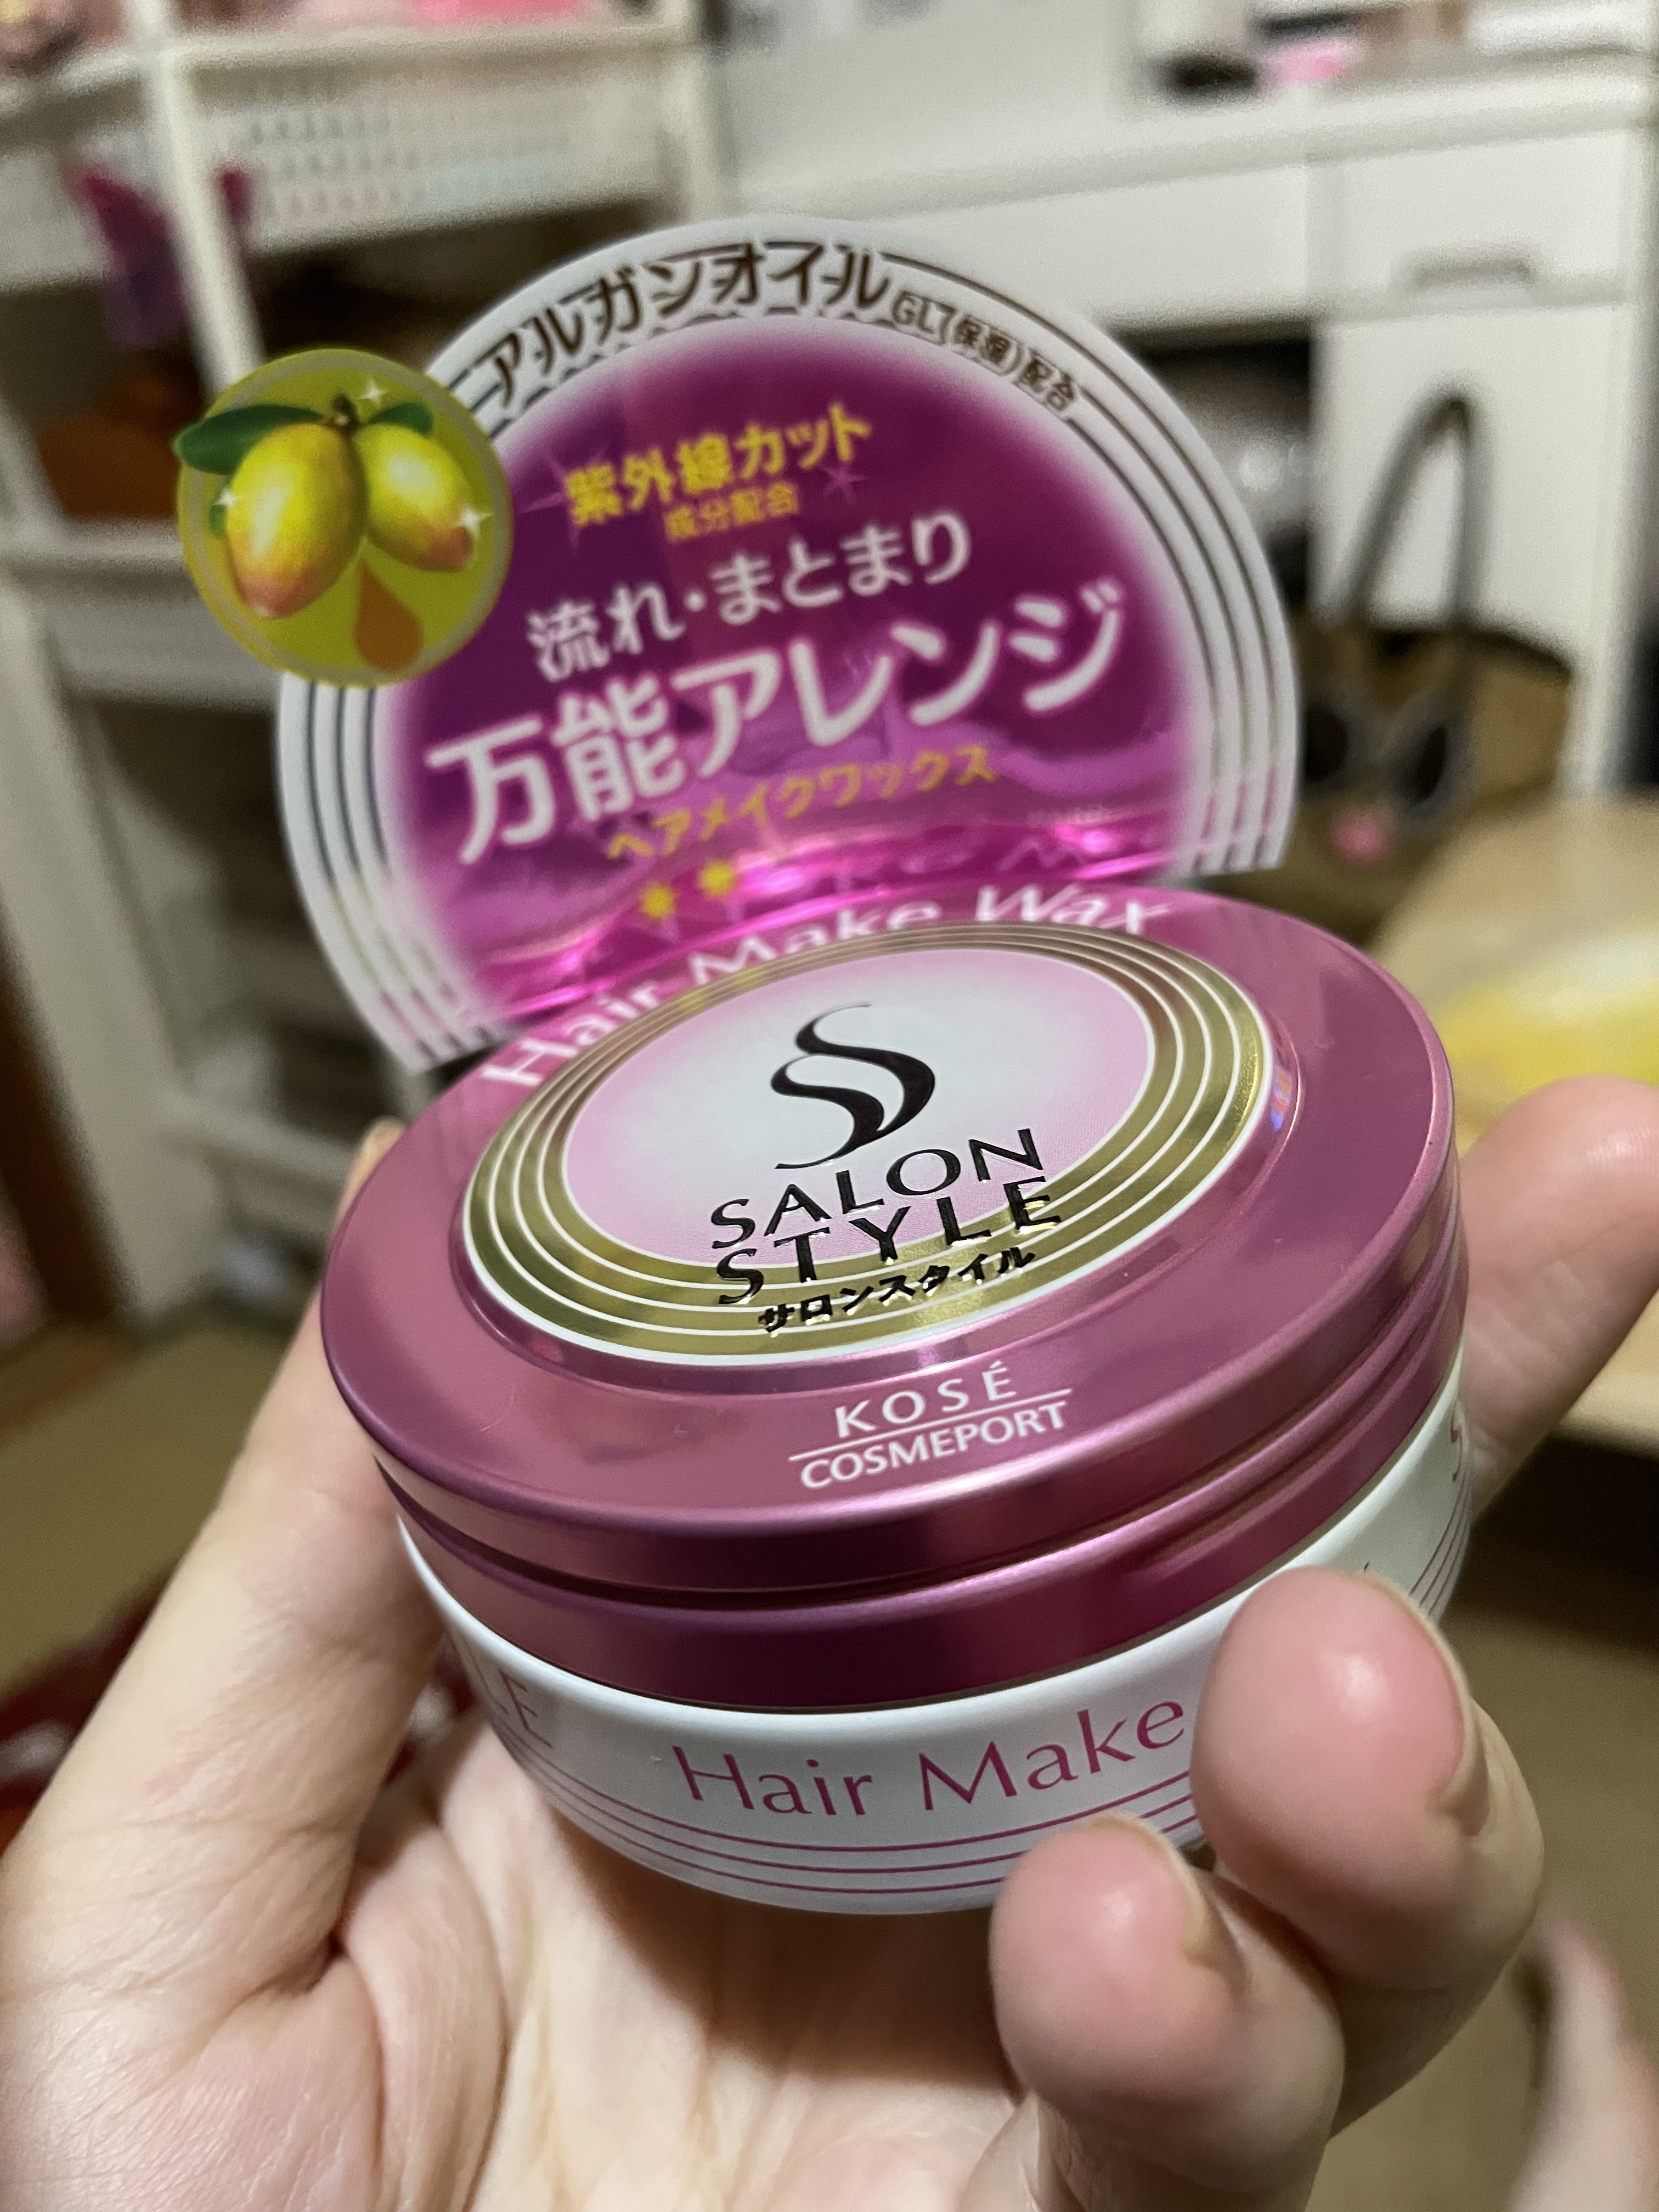 アルガンオイル GLT(保湿)配合
紫外線カット
成分配合
流れ・まとまり
万能アレンジ
ヘアメイクワックス
Hair Make Wax
SALON
STYLE
サロンスタイル
KOSÉ
COSMEPORT
LE
Hair Make